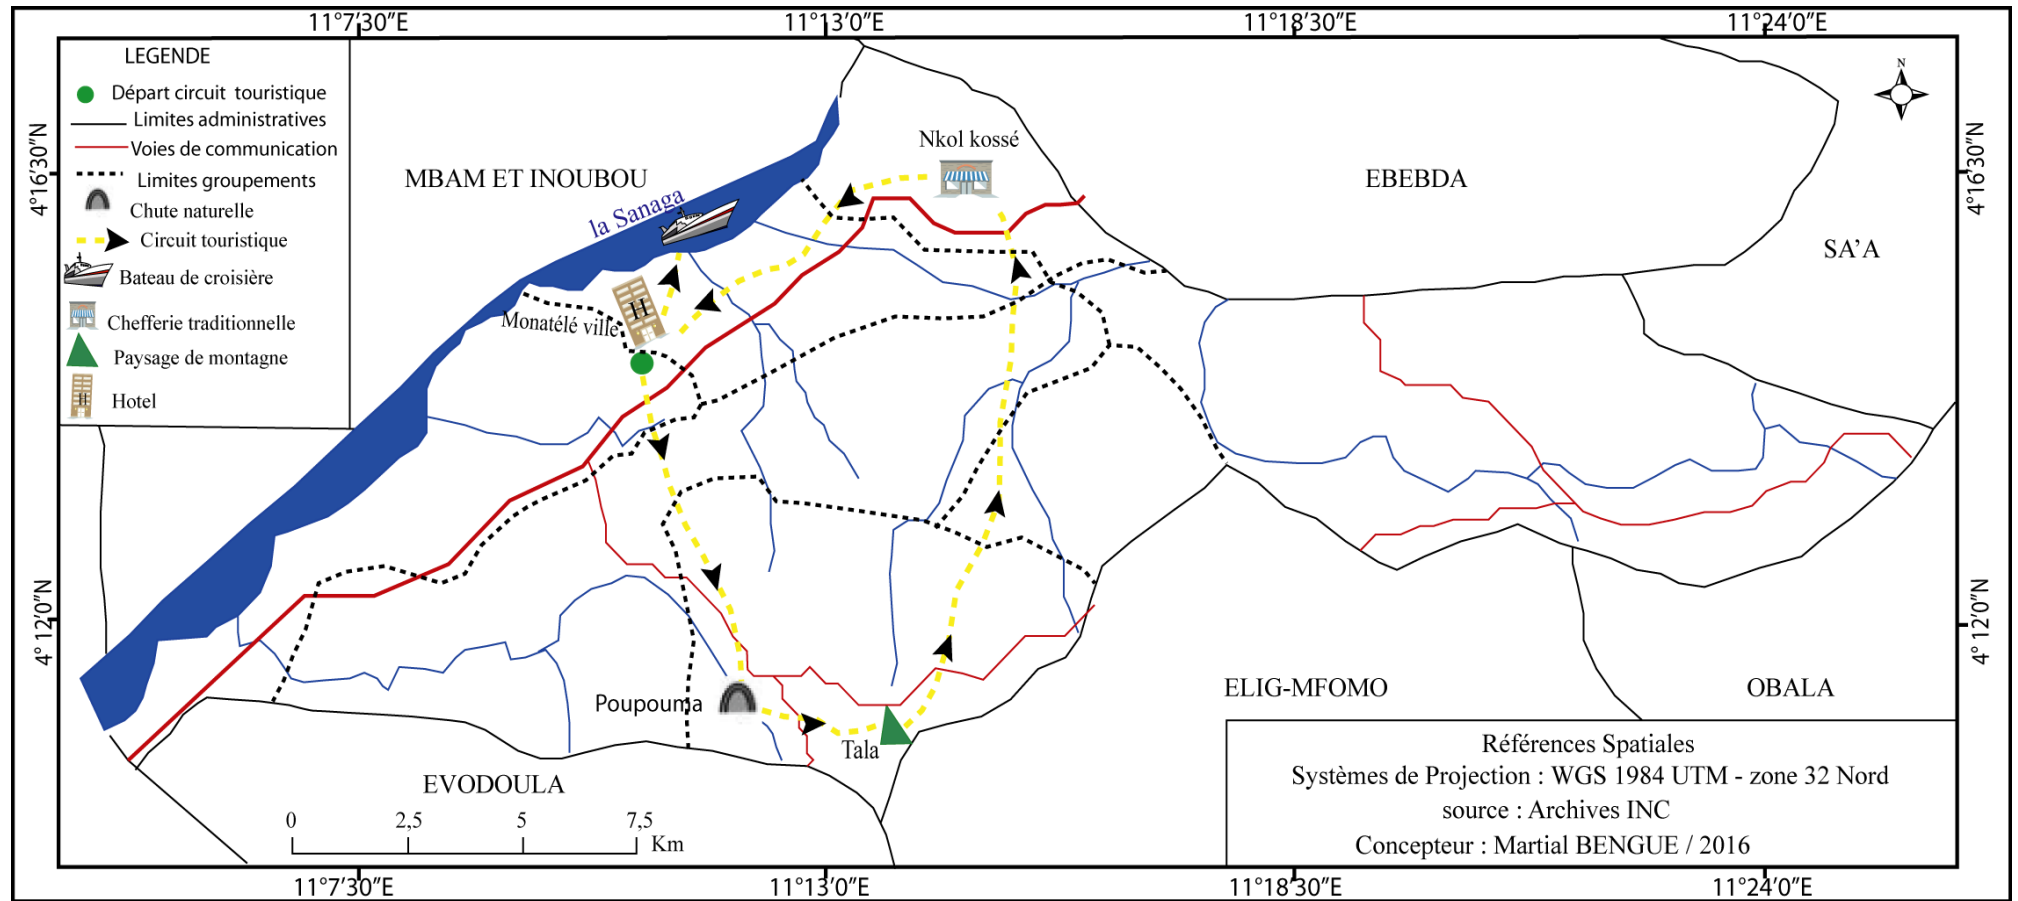 11°7'30"E
11°13'0"E
11°18'30"E
11°24'0"E
LEGENDE
Départ circuit touristique
Limites administratives
Voies de communication
Limites groupements
Chute naturelle
Circuit touristique
Bateau de croisière
Chefferie traditionnelle
Paysage de montagne
H
Hotel
4°16'30"N
4°16'30"N
4°12'0"N
4°12'0"N
N
Nkol kossé
MBAM ET INOUBOU
EBEBDA
la Sanaga
SA'A
H
Monatélé ville
Poupouma
Tala
ELIG-MFOMO
OBALA
EVODOULA
0 2,5 5 7,5
Km
Références Spatiales
Systèmes de Projection : WGS 1984 UTM - zone 32 Nord
source : Archives INC
Concepteur : Martial BENGUE / 2016
11°7'30"E
11°13'0"E
11°18'30"E
11°24'0"E